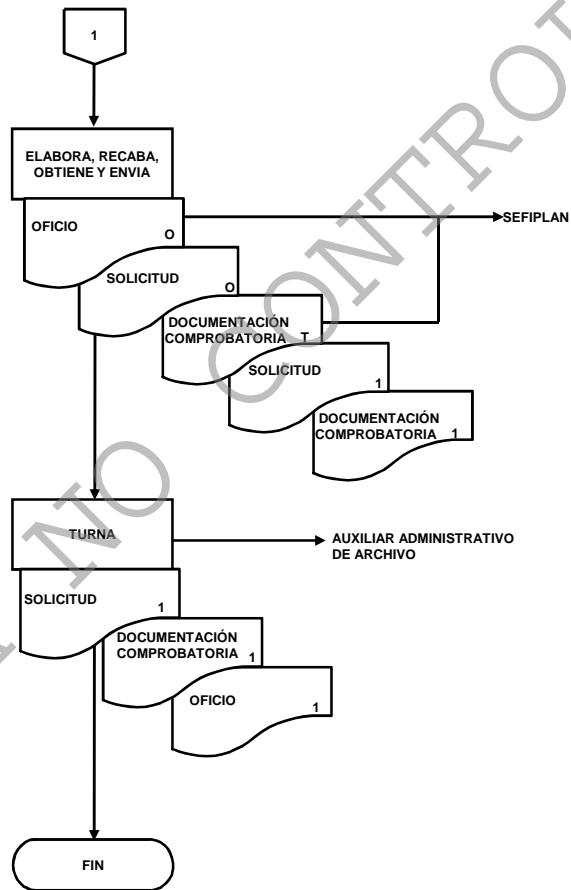 1
ELABORA, RECABA,
OBTIENE Y ENVIA
OFICIO
O
SEFIPLAN
SOLICITUD
O
DOCUMENTACIÓN
COMPROBATORIA T
SOLICITUD
1
DOCUMENTACIÓN
COMPROBATORIA 1
TURNA
AUXILIAR ADMINISTRATIVO
DE ARCHIVO
SOLICITUD
1
DOCUMENTACIÓN
COMPROBATORIA 1
OFICIO
1
FIN
NO